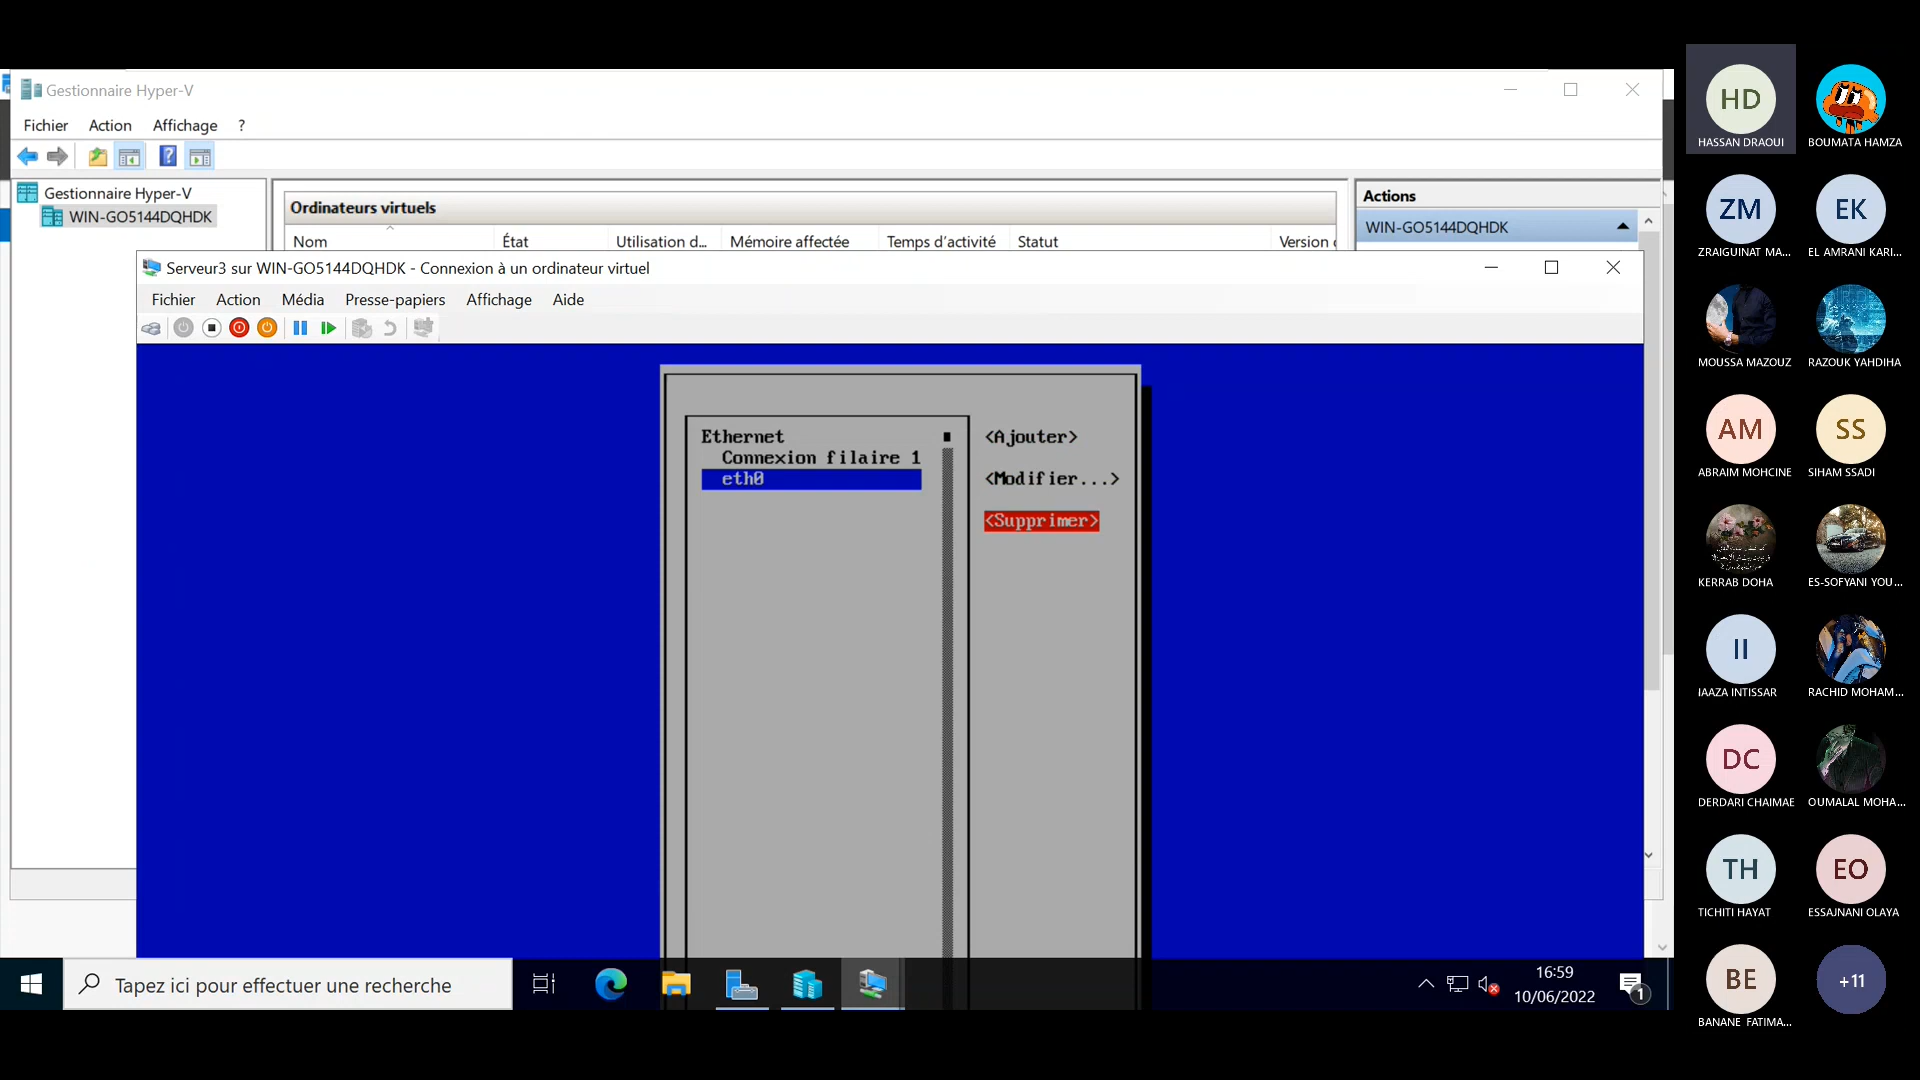 Gestionnaire Hyper-V
Fichier Action Affichage ?
Gestionnaire Hyper-V
WIN-GO5144DQHDK
Ordinateurs virtuels
Nom État Utilisation d... Mémoire affectée Temps d'activité Statut Version
Actions
WIN-GO5144DQHDK
Serveur3 sur WIN-GO5144DQHDK - Connexion à un ordinateur virtuel
Fichier Action Média Presse-papiers Affichage Aide
Ethernet
Connexion filaire 1
eth0
<Ajouter>
<Modifier...>
<Supprimer>
Tapez ici pour effectuer une recherche
16:59
10/06/2022
1
HD
HASSAN DRAOUI
BOUMATA HAMZA
ZM
ZRAIGUINAT MA...
EK
EL AMRANI KARI...
MOUSSA MAZOUZ
RAZOUK YAHDIHA
AM
ABRAIM MOHCINE
SS
SIHAM SSADI
KERRAB DOHA
ES-SOFYANI YOU...
II
IAAZA INTISSAR
RACHID MOHAM...
DC
DERDARI CHAIMAE
OUMALAL MOHA...
TH
TICHITI HAYAT
EO
ESSAJNANI OLAYA
BE
BANANE FATIMA...
+11